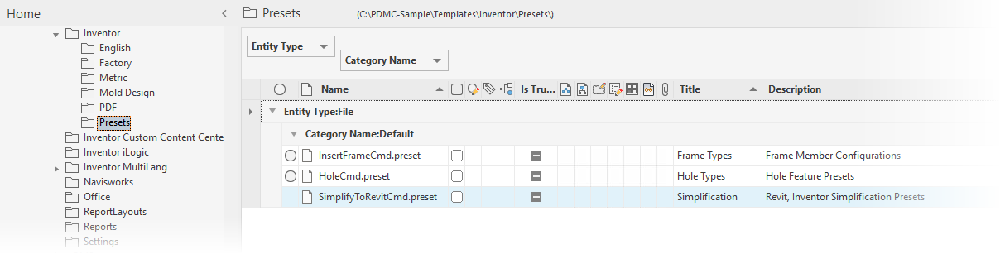 Home
Inventor
English
Factory
Metric
Mold Design
PDF
Presets
Inventor Custom Content Cente
Inventor iLogic
Inventor MultiLang
Navisworks
Office
ReportLayouts
Reports
Settings
Presets (C:\PDMC-Sample\Templates\Inventor\Presets\)
Entity Type
Category Name
Name Is Tru... Title Description
Entity Type:File
Category Name:Default
InsertFrameCmd.preset Frame Types Frame Member Configurations
HoleCmd.preset Hole Types Hole Feature Presets
SimplifyToRevitCmd.preset Simplification Revit, Inventor Simplification Presets